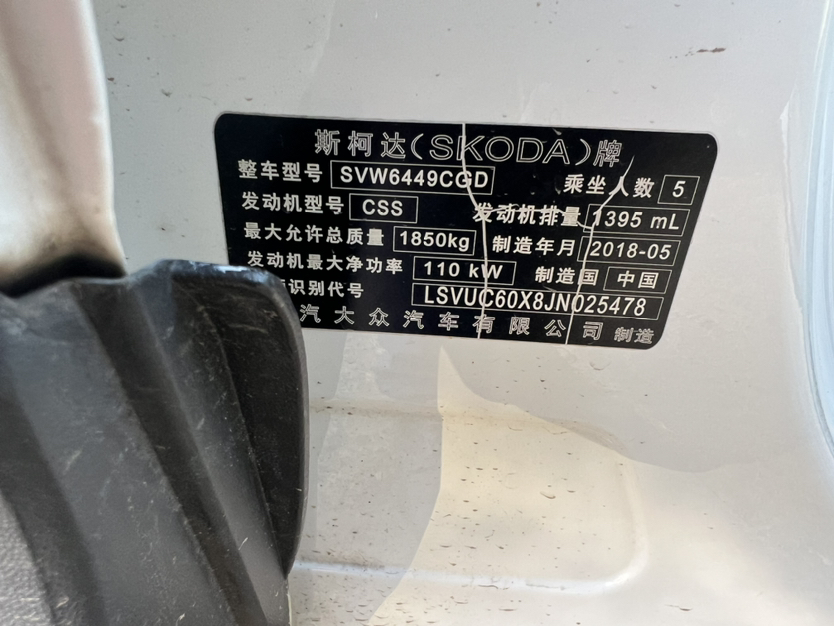 斯柯达(SKODA)牌
整车型号 SVW6449CGD 乘坐人数 5
发动机型号 CSS 发动机排量 1395 mL
最大允许总质量 1850kg 制造年月 2018-05
发动机最大净功率 110 kW 制造国 中国
识别代号 LSVUC60X8JN025478
汽大众汽车有限公司 制造